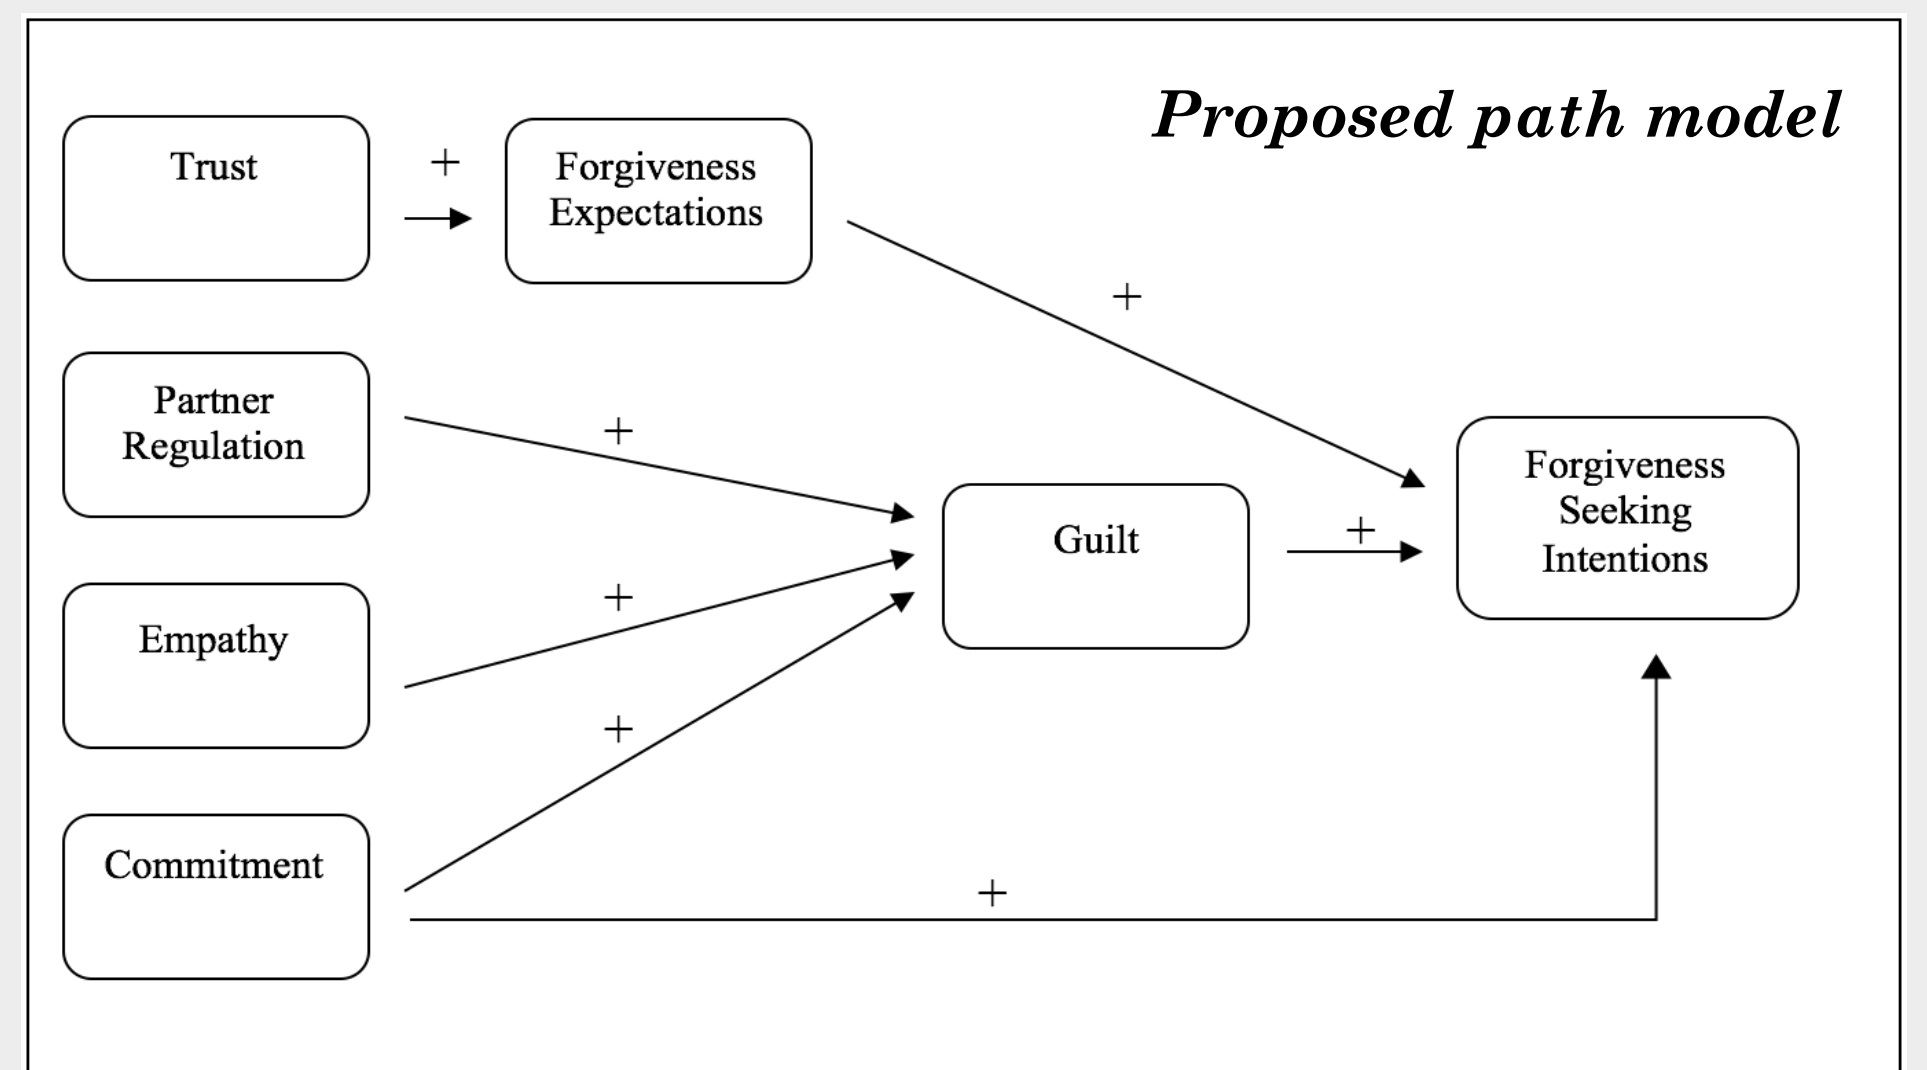 Proposed path model
Trust
+
Forgiveness
Expectations
+
Partner
Regulation
+
Forgiveness
Seeking
Intentions
Guilt
+
Empathy
+
+
Commitment
+